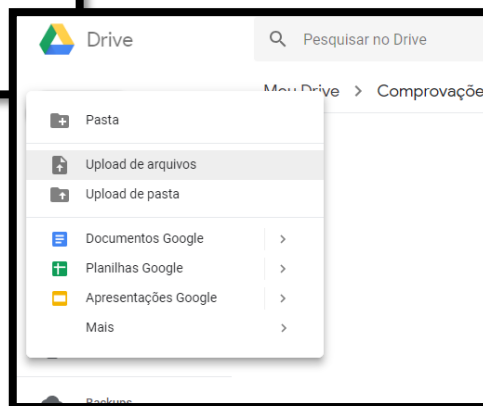 Drive
Pesquisar no Drive
Meu Drive > Comprovaçõe
Pasta
Upload de arquivos
Upload de pasta
Documentos Google
Planilhas Google
Apresentações Google
Mais
Backups